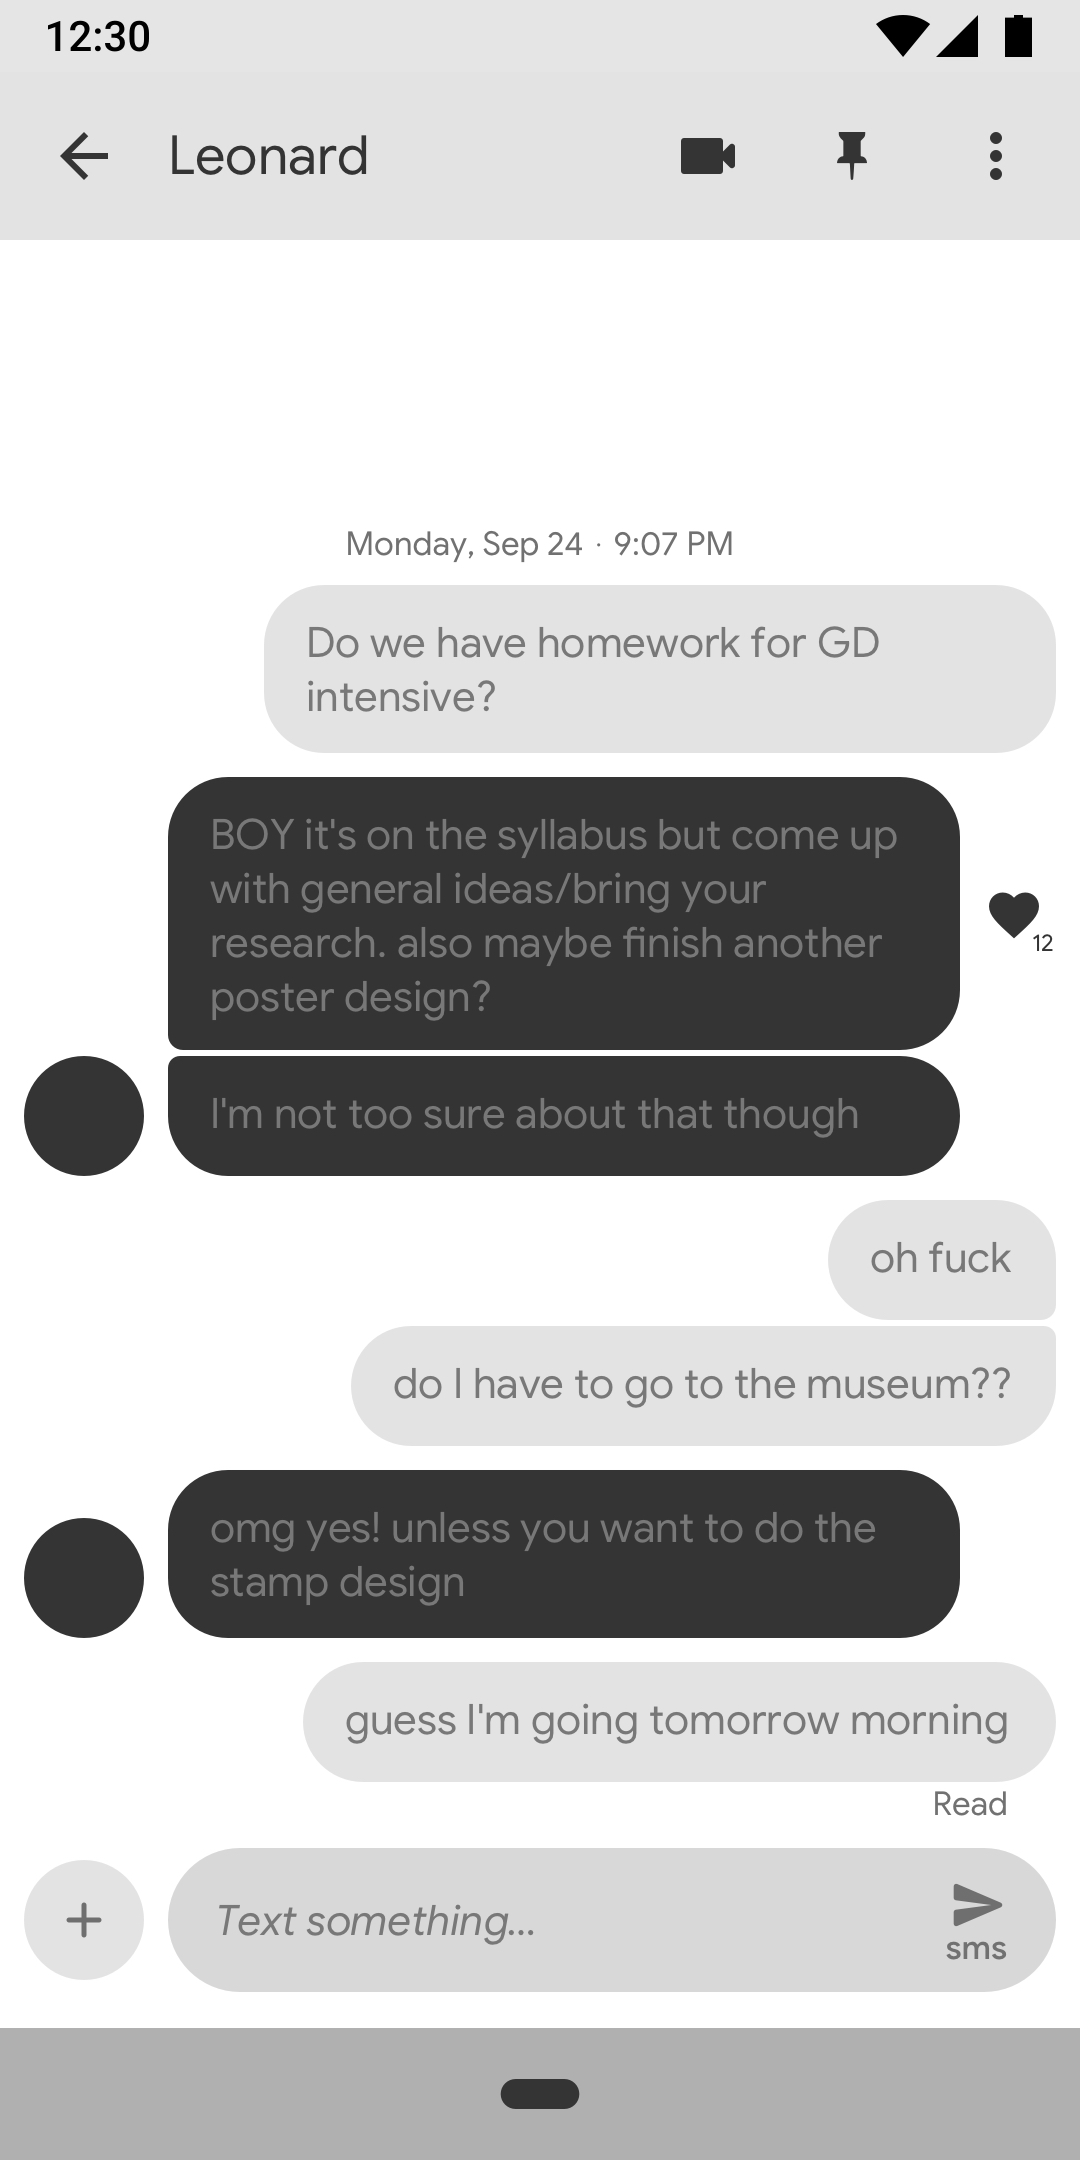 12:30
Leonard
Monday, Sep 24 · 9:07 PM
Do we have homework for GD
intensive?
BOY it's on the syllabus but come up
with general ideas/bring your
research. also maybe finish another
poster design?
12
I'm not too sure about that though
oh fuck
do I have to go to the museum??
omg yes! unless you want to do the
stamp design
guess I'm going tomorrow morning
Read
Text something...
sms